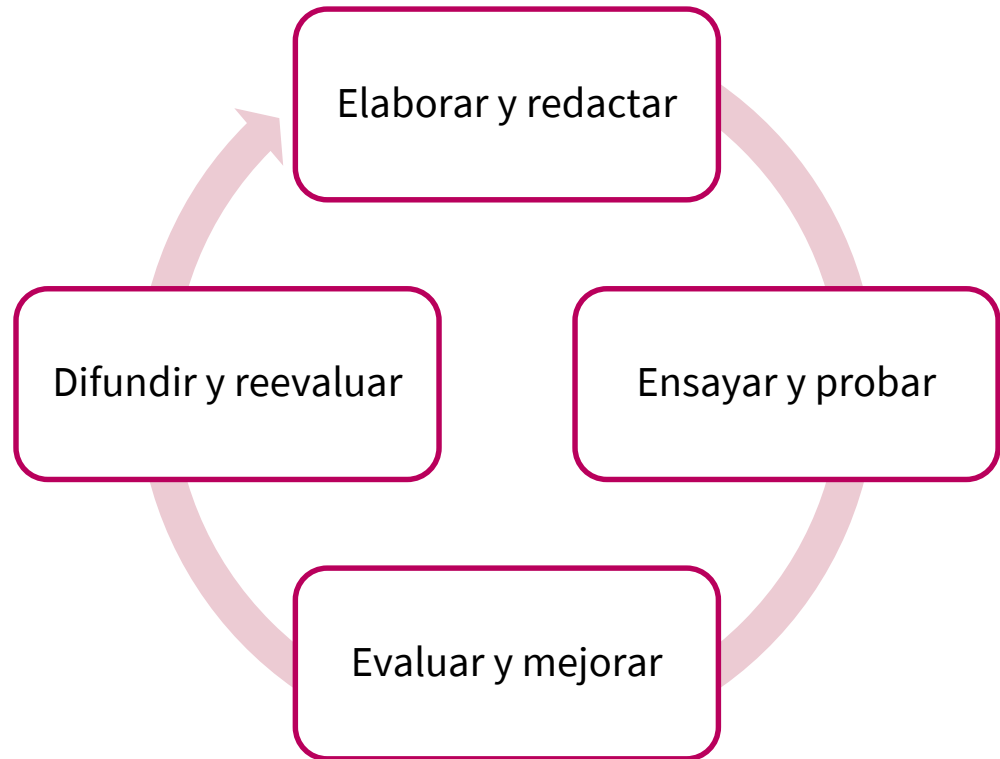 Elaborar y redactar
Difundir y reevaluar
Ensayar y probar
Evaluar y mejorar